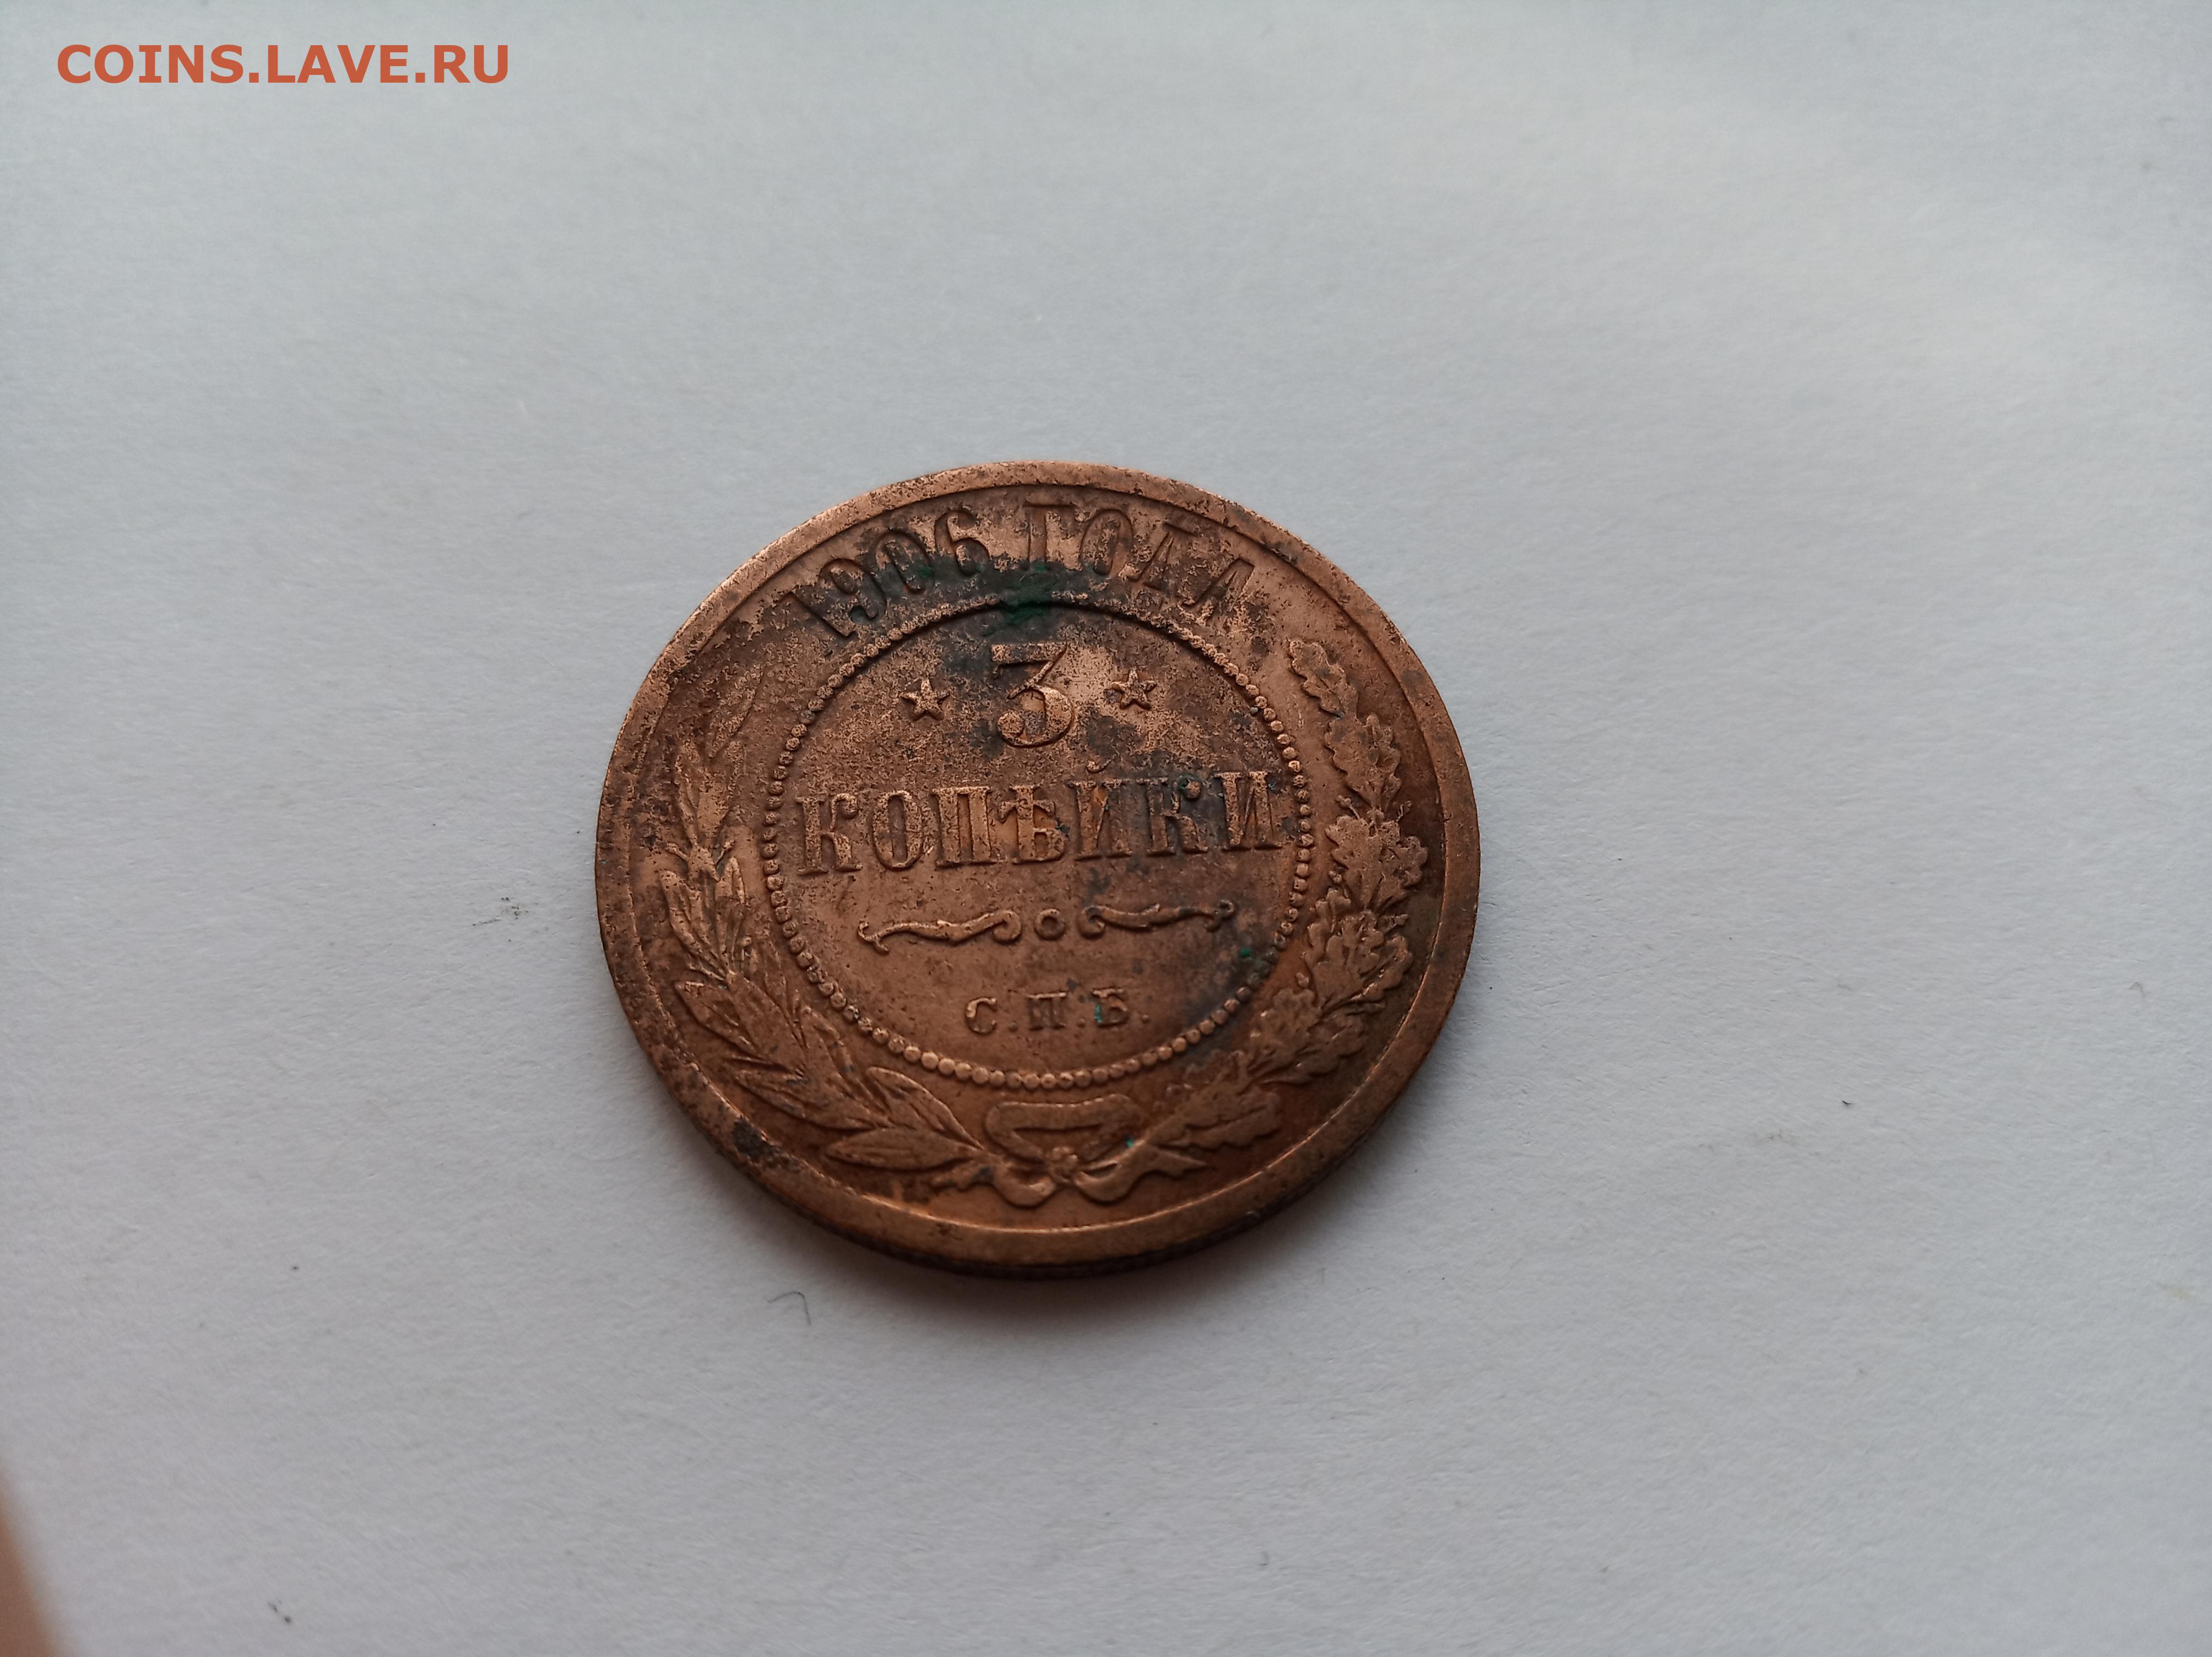 COINS.LAVE.RU
1906 ГОДА
3
КОПѢЙКИ
С.П.Б.